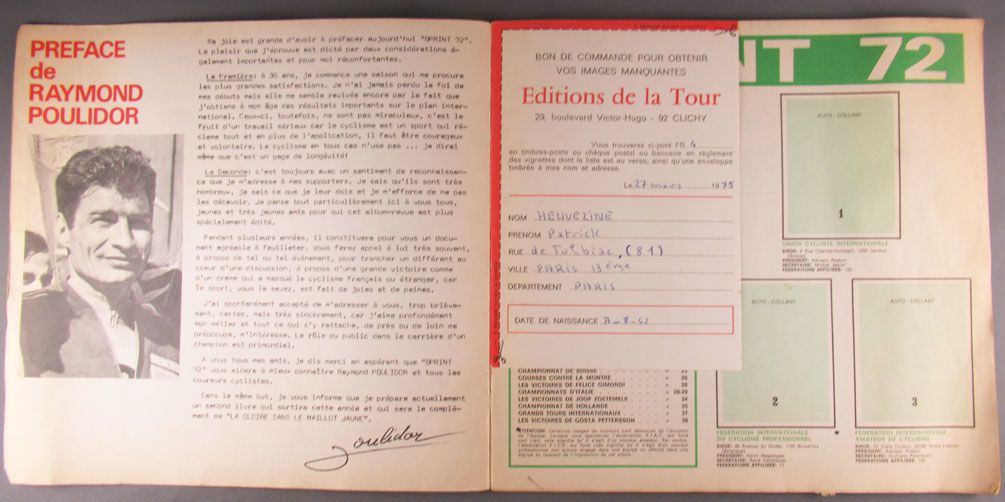 PREFACE
de
RAYMOND
POULIDOR
Ma joie est grande d'avoir à préfacer aujourd'hui "SPRINT 72".
Le plaisir que j'éprouve est dicté par deux considérations é-
galement importantes et pour moi réconfortantes.
La Première: à 36 ans, je commence une saison qui me procure
les plus grandes satisfactions. Je n'ai jamais perdu la foi de
mes débuts mais elle me semble ravivée encore par le fait que
j'obtiens à mon âge des résultats importants sur le plan inter-
national. Ceux-ci, toutefois, ne sont pas miraculeux, c'est le
fruit d'un travail sérieux car le cyclisme est un sport qui ré-
clame tout et en plus de l'application, il faut être courageux
et volontaire. Le cyclisme en tous cas n'use pas ... je dirai
même que c'est un gage de longévité!
La Seconde: c'est toujours avec un sentiment de reconnaissan-
ce que je m'adresse à mes supporters. Je sais qu'ils sont très
nombreux, je sais ce que je leur dois et je m'efforce de ne pas
les décevoir. Je pense tout particulièrement ici à vous tous,
jeunes et très jeunes amis pour qui cet album-revue est plus
spécialement édité.
Pendant plusieurs années, il constituera pour vous un docu-
ment agréable à feuilleter. Vous ferez appel à lui très souvent,
à propos de tel ou tel événement, pour trancher un différent au
coeur d'une discussion, à propos d'une grande victoire comme
d'un drame qui a marqué le cyclisme français ou étranger, car
le sport, vous le savez, est fait de joies et de peines.
J'ai spontanément accepté de m'adresser à vous, trop briève-
ment, certes, mais très sincèrement, car j'aime profondément
mon métier et tout ce qui s'y rattache, de près ou de loin me
préoccupe, m'intéresse. Le rôle du public dans la carrière d'un
champion est primordial.
A vous tous mes amis, je dis merci en espérant que "SPRINT
72" vous aidera à mieux connaître Raymond POULIDOR et tous les
coureurs cyclistes.
Dans le même but, je vous informe que je prépare actuellement
un second livre qui sortira cette année et qui sera le complé-
ment de "LA GLOIRE SANS LE MAILLOT JAUNE".
Poulidor
BON DE COMMANDE POUR OBTENIR
VOS IMAGES MANQUANTES
Editions de la Tour
29, boulevard Victor-Hugo - 92 CLICHY
Vous trouverez ci-joint FR. 4
en timbres-poste ou chèque postal ou bancaire en règlement
des vignettes dont la liste est au verso, ainsi qu'une enveloppe
timbrée à mes nom et adresse.
Le 27 mars 1975
NOM HEUVELINE
PRENOM Patrick
RUE de Tolbiac, (81)
VILLE PARIS 13ème
DEPARTEMENT PARIS
DATE DE NAISSANCE
NT 72
AUTO-COLLANT
1
UNION CYCLISTE INTERNATIONALE
AUTO-COLLANT
2
FEDERATION INTERNATIONALE
DU CYCLISME PROFESSIONNEL
AUTO-COLLANT
3
FEDERATION INTERNATIONALE
AMATEUR DE CYCLISME
CHAMPIONNAT DE SUISSE
COURSES CONTRE LA MONTRE
LES VICTOIRES DE FELICE GIMONDI
CHAMPIONNATS D'ITALIE
LES VICTOIRES DE JOOP ZOETEMELK
CHAMPIONNAT DE HOLLANDE
GRANDS TOURS INTERNATIONAUX
LES VICTOIRES DE GOSTA PETTERSSON